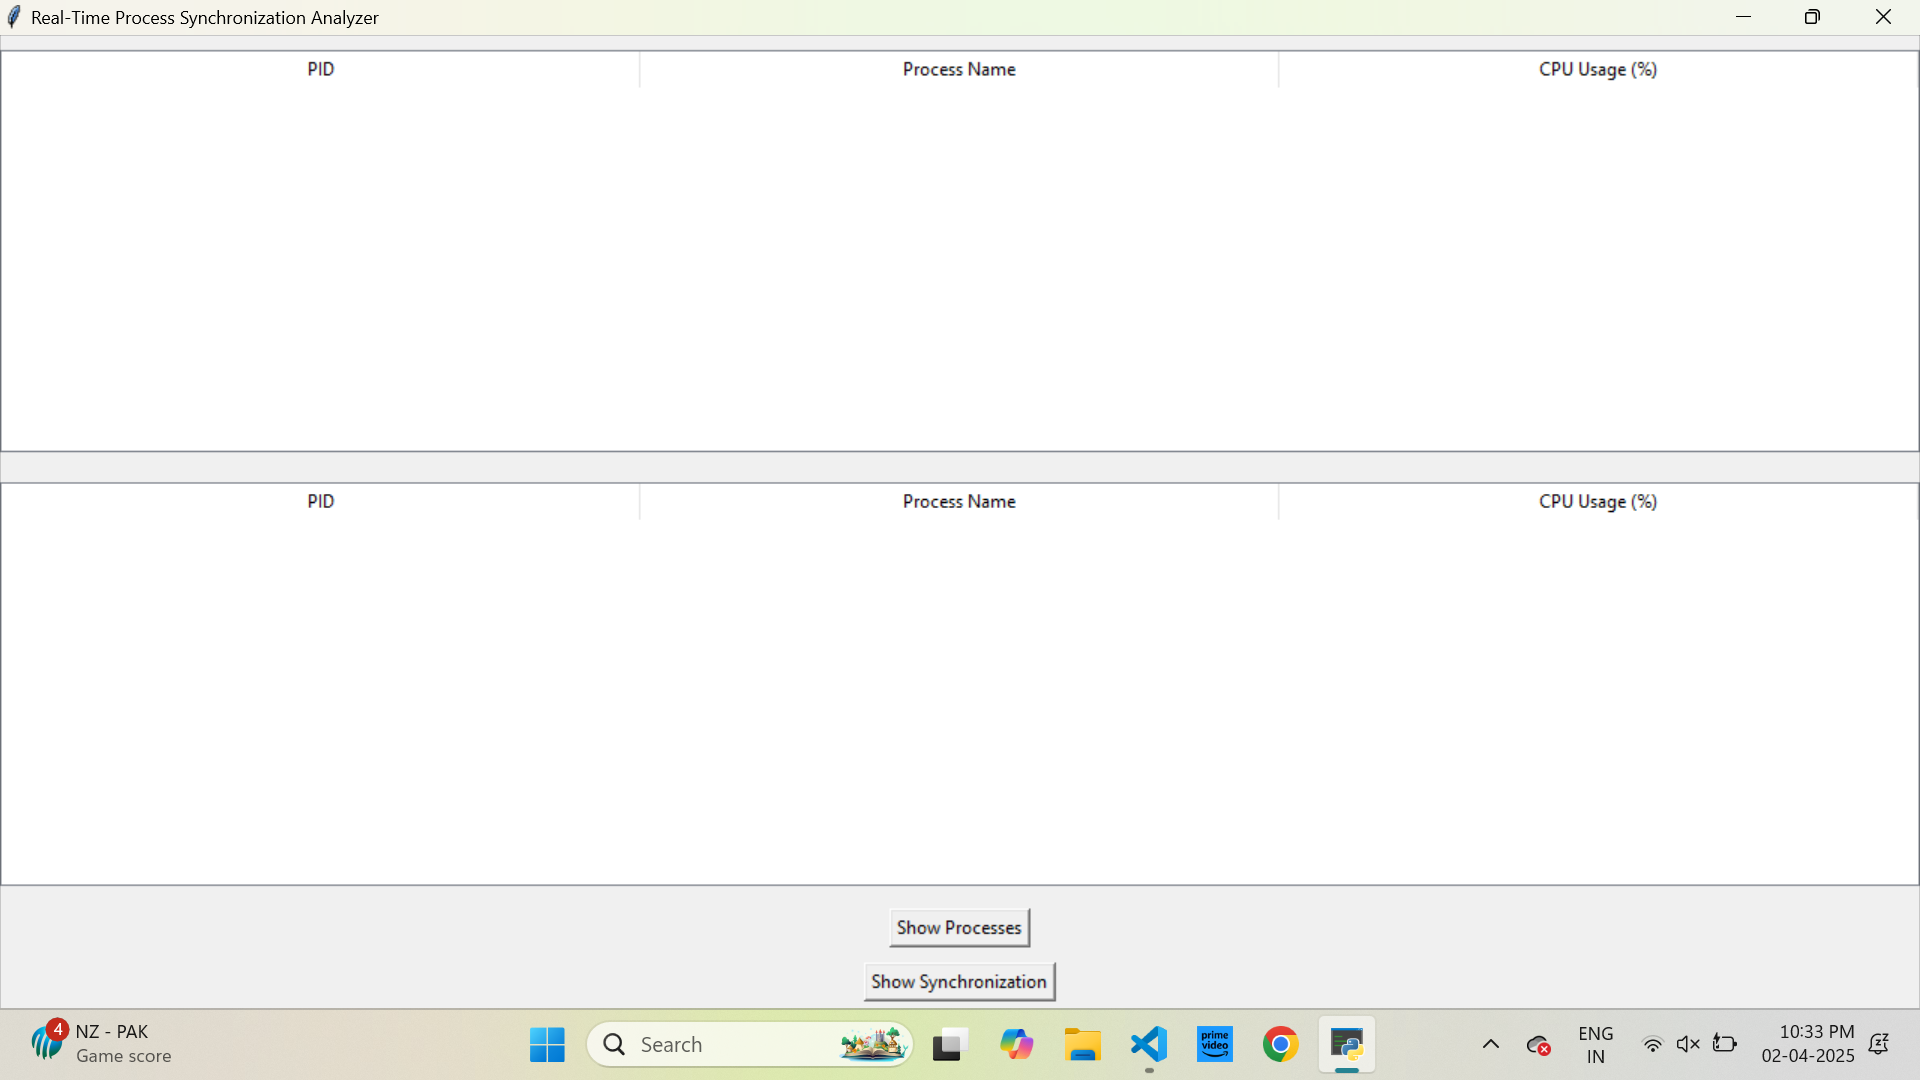 Real-Time Process Synchronization Analyzer
PID Process Name CPU Usage (%)
PID Process Name CPU Usage (%)
Show Processes
Show Synchronization
4
NZ - PAK
Game score
Search
prime
video
ENG
IN
10:33 PM
02-04-2025